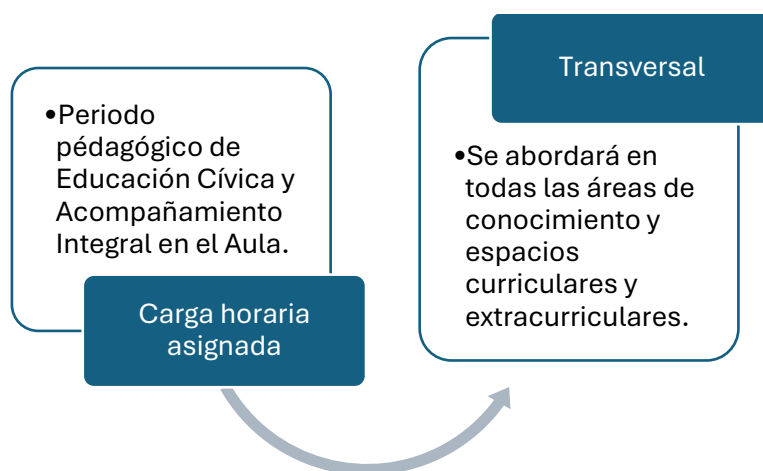 •Periodo
pédagógico de
Educación Cívica y
Acompañamiento
Integral en el Aula.
Carga horaria
asignada
Transversal
•Se abordará en
todas las áreas de
conocimiento y
espacios
curriculares y
extracurriculares.